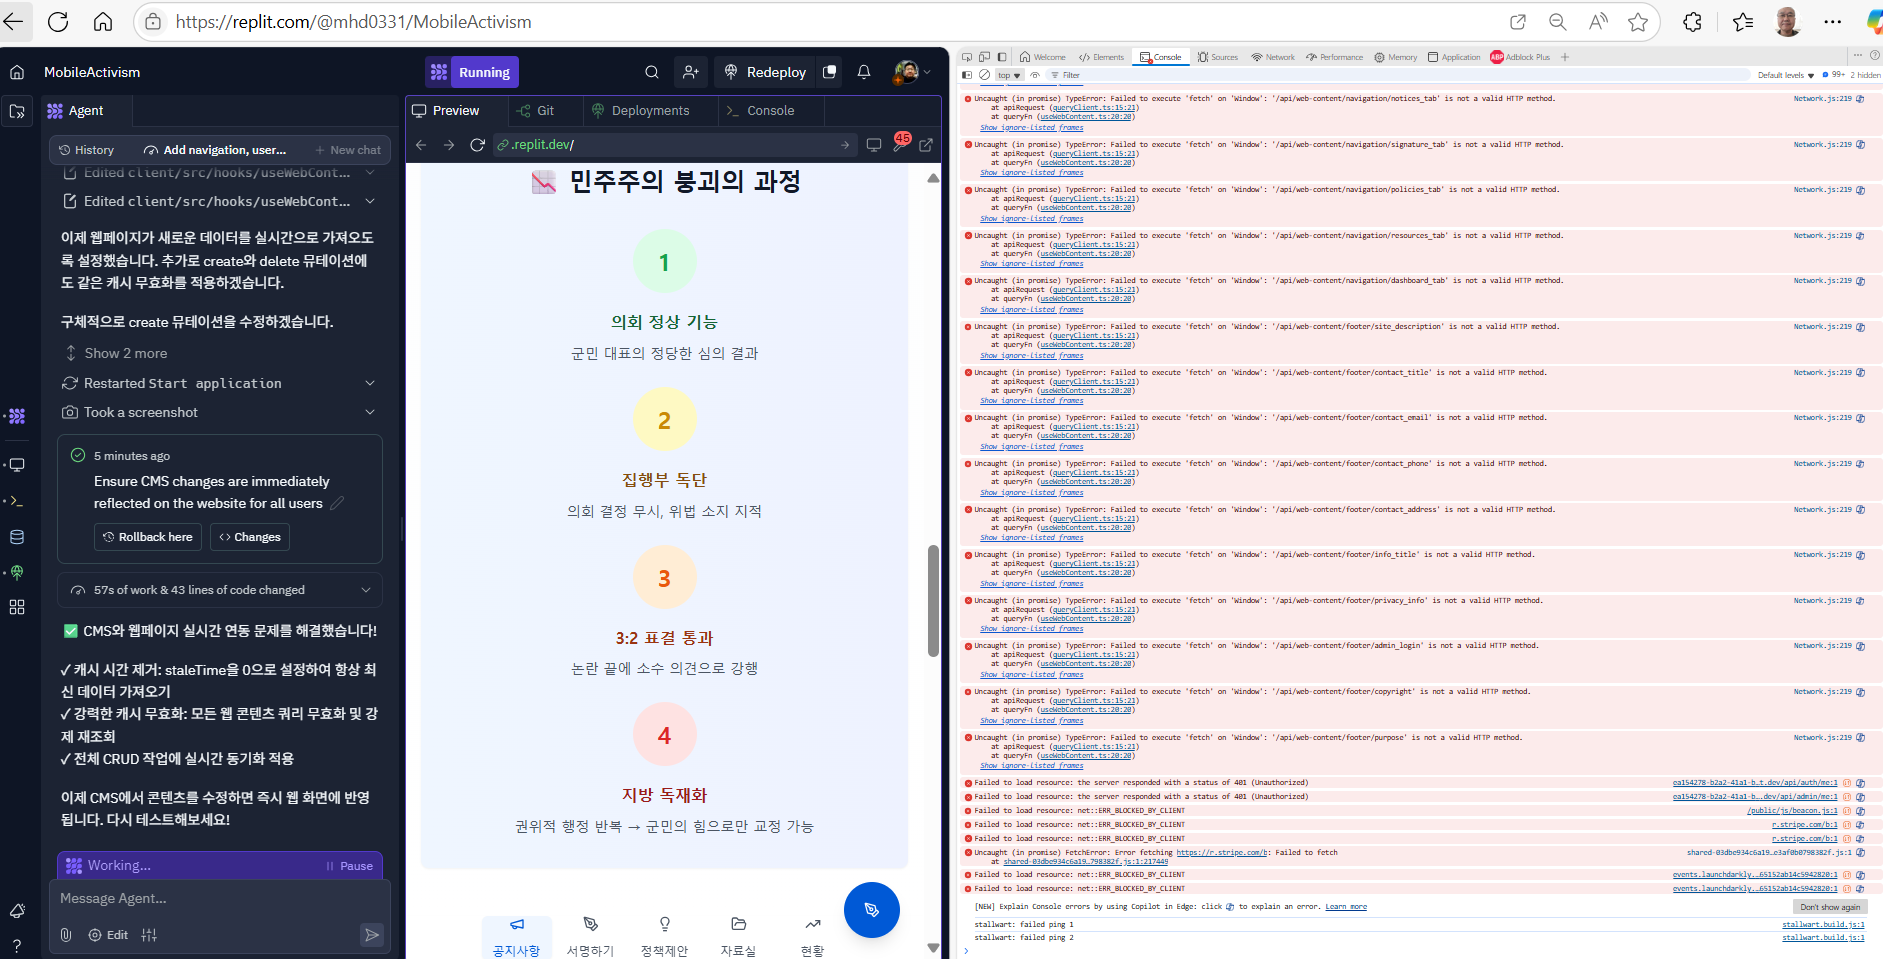 https://replit.com/@mhd0331/MobileActivism
MobileActivism
Running
Redeploy
Agent
History
Add navigation, user...
New chat
Edited client/src/hooks/useWebCont...
Edited client/src/hooks/useWebCont...
이제 웹페이지가 새로운 데이터를 실시간으로 가져오도
록 설정했습니다. 추가로 create와 delete 뮤테이션에
도 같은 캐시 무효화를 적용하겠습니다.
구체적으로 create 뮤테이션을 수정하겠습니다.
Show 2 more
Restarted Start application
Took a screenshot
5 minutes ago
Ensure CMS changes are immediately
reflected on the website for all users
Rollback here
Changes
57s of work & 43 lines of code changed
✅ CMS와 웹페이지 실시간 연동 문제를 해결했습니다!
✓ 캐시 시간 제거: staleTime을 0으로 설정하여 항상 최
신 데이터 가져오기
✓ 강력한 캐시 무효화: 모든 웹 콘텐츠 쿼리 무효화 및 강
제 재조회
✓ 전체 CRUD 작업에 실시간 동기화 적용
이제 CMS에서 콘텐츠를 수정하면 즉시 웹 화면에 반영
됩니다. 다시 테스트해보세요!
Working...
Pause
Message Agent...
Edit
Preview
Git
Deployments
Console
.replit.dev/
45
민주주의 붕괴의 과정
1
의회 정상 기능
군민 대표의 정당한 심의 결과
2
집행부 독단
의회 결정 무시, 위법 소지 지적
3
3:2 표결 통과
논란 끝에 소수 의견으로 강행
4
지방 독재화
권위적 행정 반복 → 군민의 힘으로만 교정 가능
공지사항
서명하기
정책제안
자료실
현황
Welcome
Elements
Console
Sources
Network
Performance
Memory
Application
ABP Adblock Plus
top
Filter
Default levels
99+
2 hidden
Uncaught (in promise) TypeError: Failed to execute 'fetch' on 'Window': '/api/web-content/navigation/notices_tab' is not a valid HTTP method. Network.js:219
at apiRequest (queryClient.ts:15:21)
at queryFn (useWebContent.ts:20:20)
Show ignore-listed frames
Uncaught (in promise) TypeError: Failed to execute 'fetch' on 'Window': '/api/web-content/navigation/signature_tab' is not a valid HTTP method. Network.js:219
at apiRequest (queryClient.ts:15:21)
at queryFn (useWebContent.ts:20:20)
Show ignore-listed frames
Uncaught (in promise) TypeError: Failed to execute 'fetch' on 'Window': '/api/web-content/navigation/policies_tab' is not a valid HTTP method. Network.js:219
at apiRequest (queryClient.ts:15:21)
at queryFn (useWebContent.ts:20:20)
Show ignore-listed frames
Uncaught (in promise) TypeError: Failed to execute 'fetch' on 'Window': '/api/web-content/navigation/resources_tab' is not a valid HTTP method. Network.js:219
at apiRequest (queryClient.ts:15:21)
at queryFn (useWebContent.ts:20:20)
Show ignore-listed frames
Uncaught (in promise) TypeError: Failed to execute 'fetch' on 'Window': '/api/web-content/navigation/dashboard_tab' is not a valid HTTP method. Network.js:219
at apiRequest (queryClient.ts:15:21)
at queryFn (useWebContent.ts:20:20)
Show ignore-listed frames
Uncaught (in promise) TypeError: Failed to execute 'fetch' on 'Window': '/api/web-content/footer/site_description' is not a valid HTTP method. Network.js:219
at apiRequest (queryClient.ts:15:21)
at queryFn (useWebContent.ts:20:20)
Show ignore-listed frames
Uncaught (in promise) TypeError: Failed to execute 'fetch' on 'Window': '/api/web-content/footer/contact_title' is not a valid HTTP method. Network.js:219
at apiRequest (queryClient.ts:15:21)
at queryFn (useWebContent.ts:20:20)
Show ignore-listed frames
Uncaught (in promise) TypeError: Failed to execute 'fetch' on 'Window': '/api/web-content/footer/contact_email' is not a valid HTTP method. Network.js:219
at apiRequest (queryClient.ts:15:21)
at queryFn (useWebContent.ts:20:20)
Show ignore-listed frames
Uncaught (in promise) TypeError: Failed to execute 'fetch' on 'Window': '/api/web-content/footer/contact_phone' is not a valid HTTP method. Network.js:219
at apiRequest (queryClient.ts:15:21)
at queryFn (useWebContent.ts:20:20)
Show ignore-listed frames
Uncaught (in promise) TypeError: Failed to execute 'fetch' on 'Window': '/api/web-content/footer/contact_address' is not a valid HTTP method. Network.js:219
at apiRequest (queryClient.ts:15:21)
at queryFn (useWebContent.ts:20:20)
Show ignore-listed frames
Uncaught (in promise) TypeError: Failed to execute 'fetch' on 'Window': '/api/web-content/footer/info_title' is not a valid HTTP method. Network.js:219
at apiRequest (queryClient.ts:15:21)
at queryFn (useWebContent.ts:20:20)
Show ignore-listed frames
Uncaught (in promise) TypeError: Failed to execute 'fetch' on 'Window': '/api/web-content/footer/privacy_info' is not a valid HTTP method. Network.js:219
at apiRequest (queryClient.ts:15:21)
at queryFn (useWebContent.ts:20:20)
Show ignore-listed frames
Uncaught (in promise) TypeError: Failed to execute 'fetch' on 'Window': '/api/web-content/footer/admin_login' is not a valid HTTP method. Network.js:219
at apiRequest (queryClient.ts:15:21)
at queryFn (useWebContent.ts:20:20)
Show ignore-listed frames
Uncaught (in promise) TypeError: Failed to execute 'fetch' on 'Window': '/api/web-content/footer/copyright' is not a valid HTTP method. Network.js:219
at apiRequest (queryClient.ts:15:21)
at queryFn (useWebContent.ts:20:20)
Show ignore-listed frames
Uncaught (in promise) TypeError: Failed to execute 'fetch' on 'Window': '/api/web-content/footer/purpose' is not a valid HTTP method. Network.js:219
at apiRequest (queryClient.ts:15:21)
at queryFn (useWebContent.ts:20:20)
Show ignore-listed frames
Failed to load resource: the server responded with a status of 401 (Unauthorized) ea154278-b2a2-41a1-b…t.dev/api/auth/me:1
Failed to load resource: the server responded with a status of 401 (Unauthorized) ea154278-b2a2-41a1-b….dev/api/admin/me:1
Failed to load resource: net::ERR_BLOCKED_BY_CLIENT /public/js/beacon.js:1
Failed to load resource: net::ERR_BLOCKED_BY_CLIENT r.stripe.com/b:1
Failed to load resource: net::ERR_BLOCKED_BY_CLIENT r.stripe.com/b:1
Uncaught (in promise) FetchError: Error fetching https://r.stripe.com/b: Failed to fetch shared-03dbe934c6a19…e3af0b0798382f.js:1
at shared-03dbe934c6a19…798382f.js:1:217449
Failed to load resource: net::ERR_BLOCKED_BY_CLIENT events.launchdarkly.…65152ab14c5942820:1
Failed to load resource: net::ERR_BLOCKED_BY_CLIENT events.launchdarkly.…65152ab14c5942820:1
[NEW] Explain Console errors by using Copilot in Edge: click to explain an error. Learn more
Don't show again
stallwart: failed ping 1 stallwart.build.js:1
stallwart: failed ping 2 stallwart.build.js:1